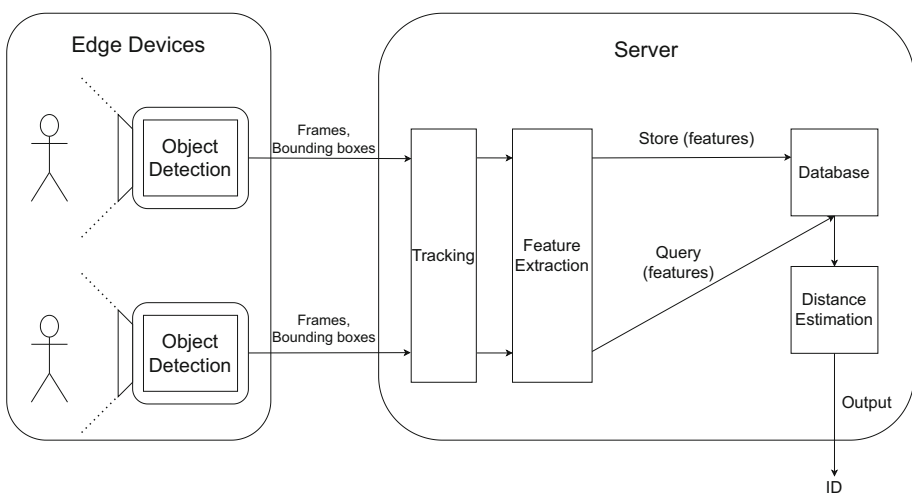 Edge Devices
Server
Object
Detection
Frames,
Bounding boxes
Tracking
Feature
Extraction
Store (features)
Database
Query
(features)
Distance
Estimation
Object
Detection
Frames,
Bounding boxes
Output
ID